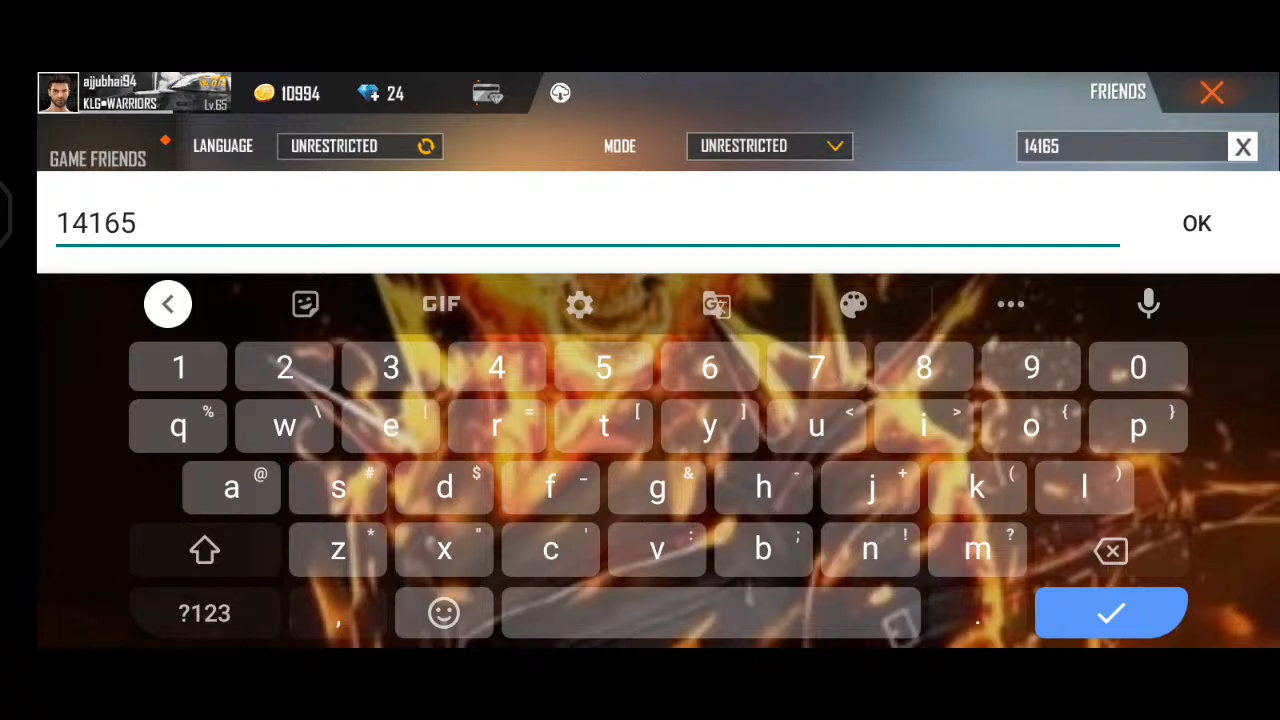 ajjubhai94
KLG▪WARRIORS
Lv.65
10994
24
FRIENDS
GAME FRIENDS
LANGUAGE
UNRESTRICTED
MODE
UNRESTRICTED
14165
X
14165
OK
GIF
1 2 3 4 5 6 7 8 9 0
q % w \ e | r = t [ y ] u < i > o { p }
a @ s # d $ f _ g & h - j + k ( l )
z * x " c ' v : b ; n ! m ?
?123 , .